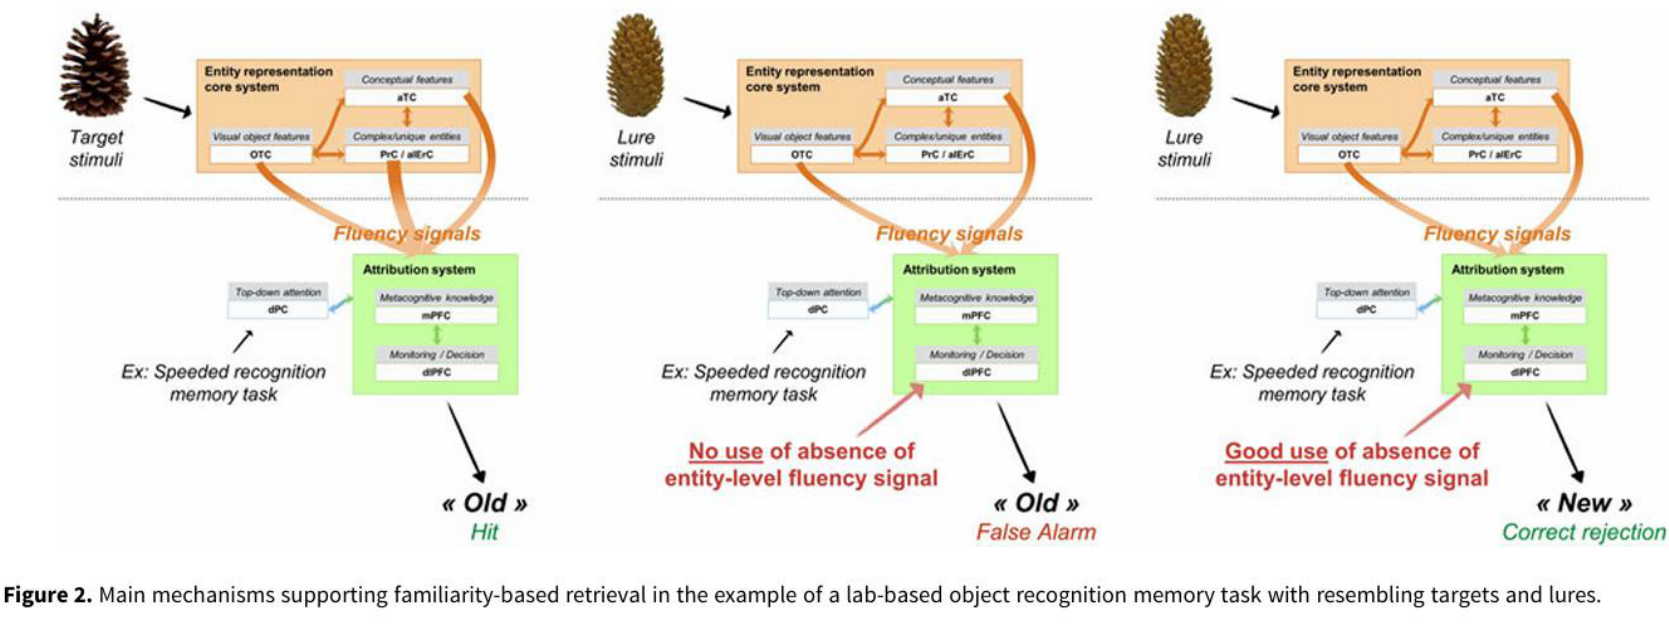 Target
stimuli
Entity representation
core system
Conceptual features
aTC
Visual object features
OTC
Complex/unique entities
PrC / alErC
Fluency signals
Attribution system
Top-down attention
dPC
Metacognitive knowledge
mPFC
Monitoring / Decision
dlPFC
Ex: Speeded recognition
memory task
« Old »
Hit
Lure
stimuli
Entity representation
core system
Conceptual features
aTC
Visual object features
OTC
Complex/unique entities
PrC / alErC
Fluency signals
Attribution system
Top-down attention
dPC
Metacognitive knowledge
mPFC
Monitoring / Decision
dlPFC
Ex: Speeded recognition
memory task
No use of absence of
entity-level fluency signal
« Old »
False Alarm
Lure
stimuli
Entity representation
core system
Conceptual features
aTC
Visual object features
OTC
Complex/unique entities
PrC / alErC
Fluency signals
Attribution system
Top-down attention
dPC
Metacognitive knowledge
mPFC
Monitoring / Decision
dlPFC
Ex: Speeded recognition
memory task
Good use of absence of
entity-level fluency signal
« New »
Correct rejection
Figure 2. Main mechanisms supporting familiarity-based retrieval in the example of a lab-based object recognition memory task with resembling targets and lures.